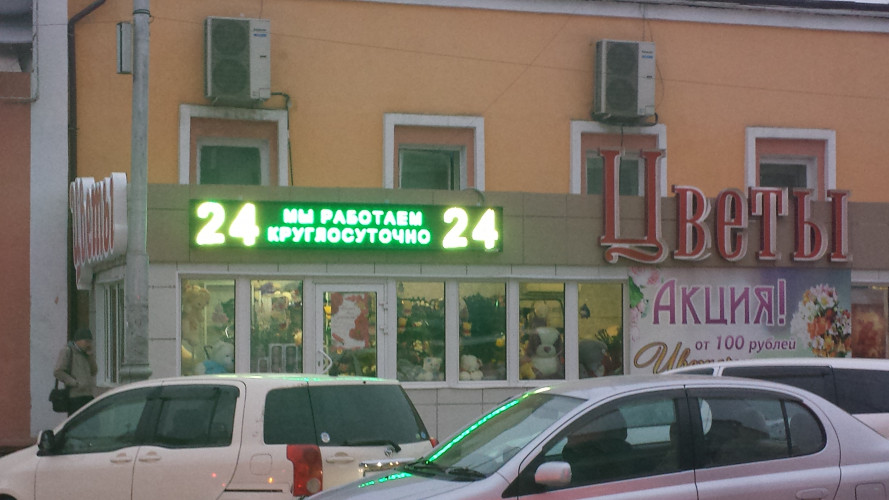 Цветы
24 МЫ РАБОТАЕМ КРУГЛОСУТОЧНО 24
Цветы
АКЦИЯ!
от 100 рублей